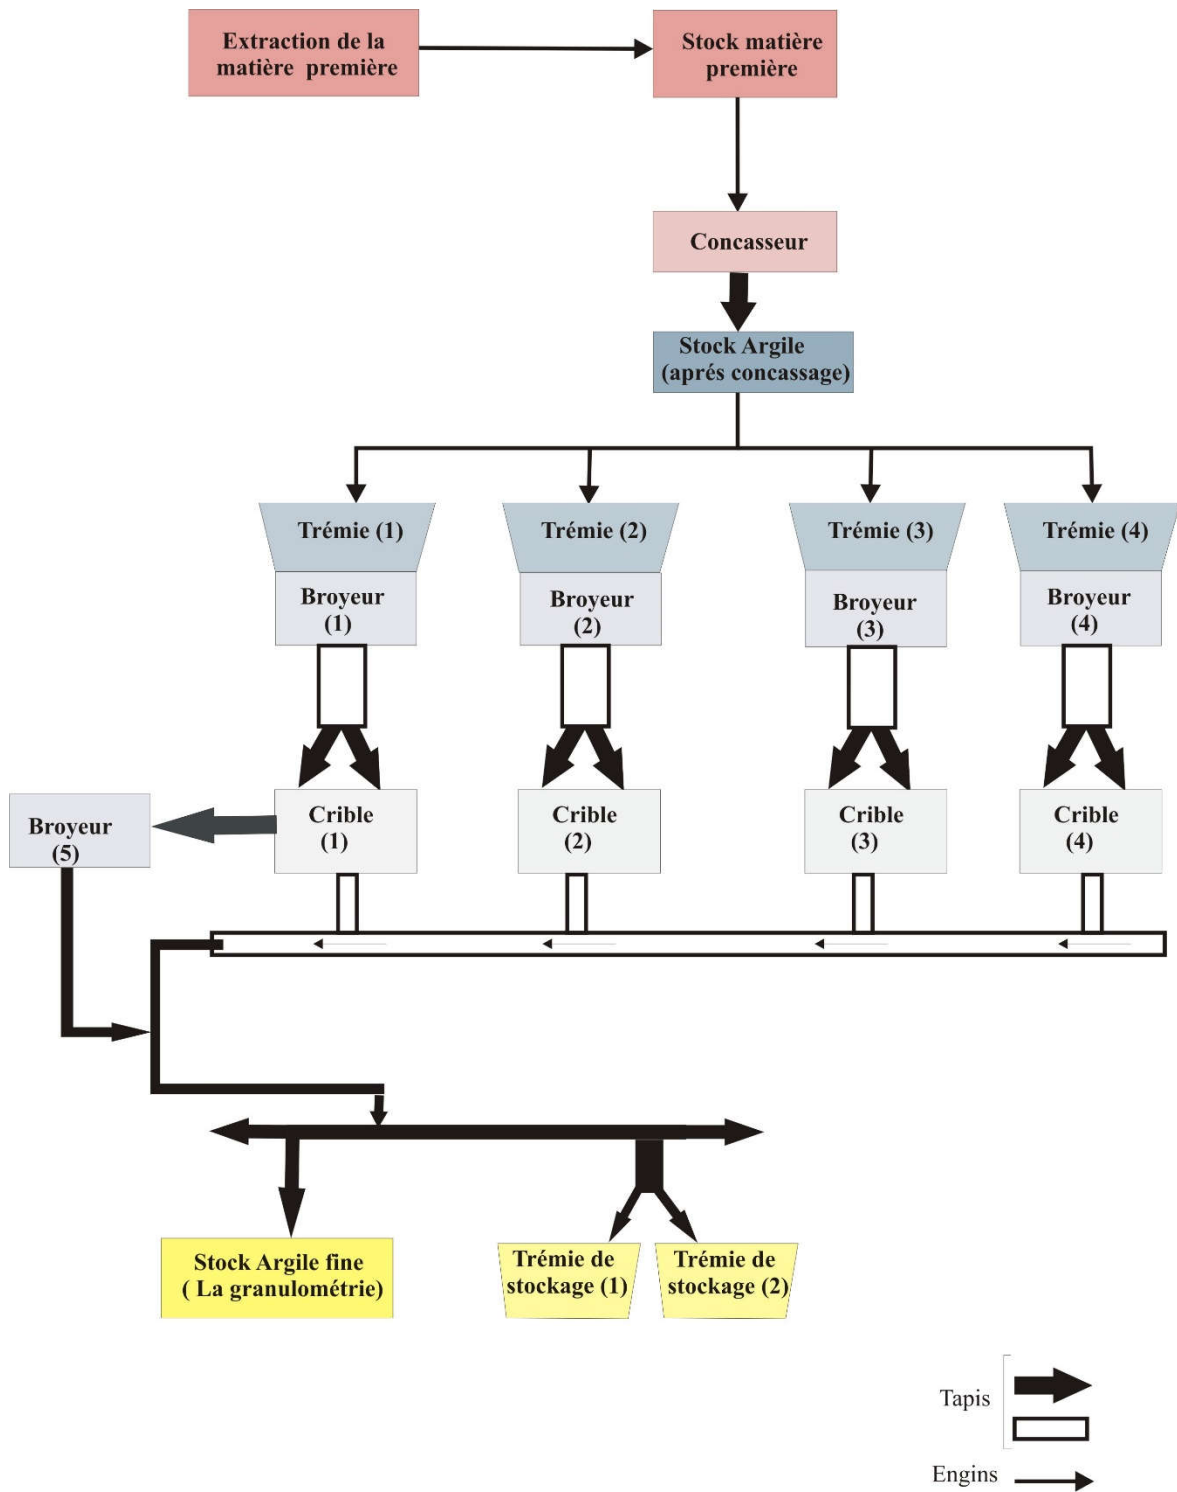 Extraction de la
matière première
Stock matière
première
Concasseur
Stock Argile
(aprés concassage)
Trémie (1)
Trémie (2)
Trémie (3)
Trémie (4)
Broyeur
(1)
Broyeur
(2)
Broyeur
(3)
Broyeur
(4)
Broyeur
(5)
Crible
(1)
Crible
(2)
Crible
(3)
Crible
(4)
Stock Argile fine
( La granulométrie)
Trémie de
stockage (1)
Trémie de
stockage (2)
Tapis
Engins